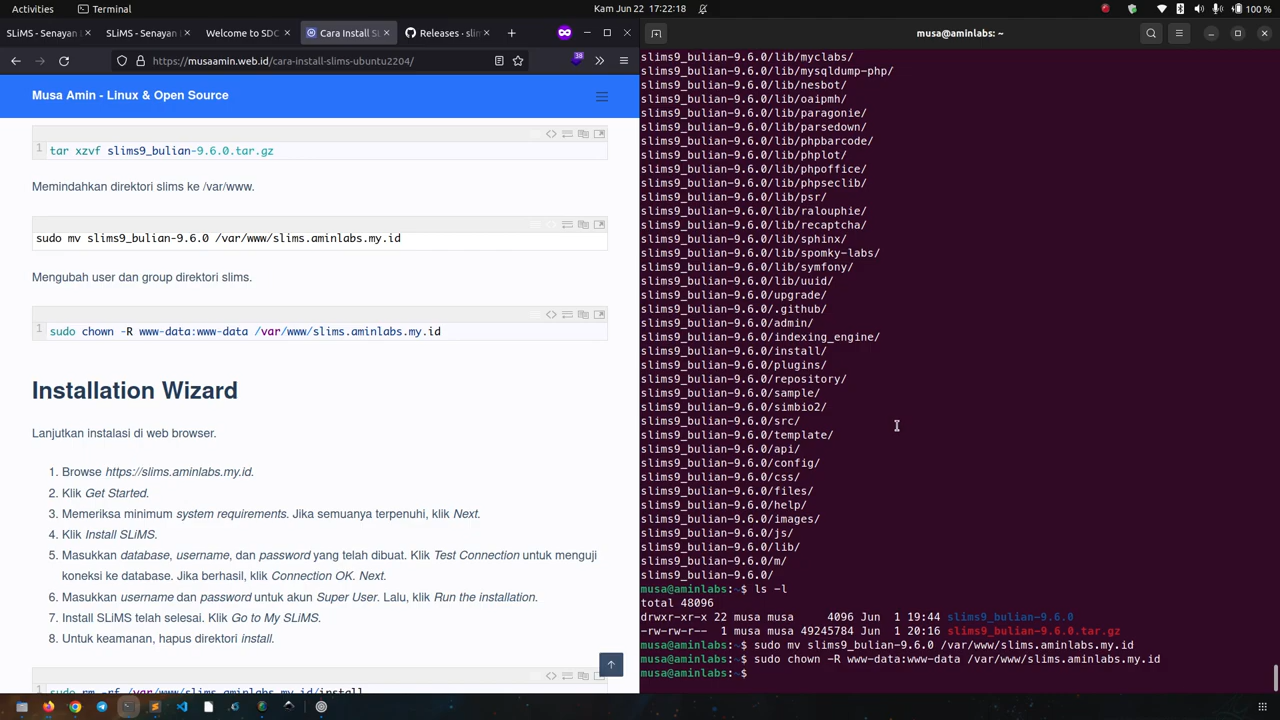 Activities
Terminal
Kam Jun 22 17:22:18
100 %
SLiMS - Senayan
SLiMS - Senayan
Welcome to SDC
Cara Install SL
Releases · slim
musa@aminlabs: ~
https://musaamin.web.id/cara-install-slims-ubuntu2204/
38
Musa Amin - Linux & Open Source
1 tar xzvf slims9_bulian-9.6.0.tar.gz
Memindahkan direktori slims ke /var/www.
sudo mv slims9_bulian-9.6.0 /var/www/slims.aminlabs.my.id
Mengubah user dan group direktori slims.
1 sudo chown -R www-data:www-data /var/www/slims.aminlabs.my.id
Installation Wizard
Lanjutkan instalasi di web browser.
1. Browse https://slims.aminlabs.my.id.
2. Klik Get Started.
3. Memeriksa minimum system requirements. Jika semuanya terpenuhi, klik Next.
4. Klik Install SLiMS.
5. Masukkan database, username, dan password yang telah dibuat. Klik Test Connection untuk menguji
koneksi ke database. Jika berhasil, klik Connection OK. Next.
6. Masukkan username dan password untuk akun Super User. Lalu, klik Run the installation.
7. Install SLiMS telah selesai. Klik Go to My SLiMS.
8. Untuk keamanan, hapus direktori install.
sudo rm -rf /var/www/slims.aminlabs.my.id/install
slims9_bulian-9.6.0/lib/myclabs/
slims9_bulian-9.6.0/lib/mysqldump-php/
slims9_bulian-9.6.0/lib/nesbot/
slims9_bulian-9.6.0/lib/oaipmh/
slims9_bulian-9.6.0/lib/paragonie/
slims9_bulian-9.6.0/lib/parsedown/
slims9_bulian-9.6.0/lib/phpbarcode/
slims9_bulian-9.6.0/lib/phplot/
slims9_bulian-9.6.0/lib/phpoffice/
slims9_bulian-9.6.0/lib/phpseclib/
slims9_bulian-9.6.0/lib/psr/
slims9_bulian-9.6.0/lib/ralouphie/
slims9_bulian-9.6.0/lib/recaptcha/
slims9_bulian-9.6.0/lib/sphinx/
slims9_bulian-9.6.0/lib/spomky-labs/
slims9_bulian-9.6.0/lib/symfony/
slims9_bulian-9.6.0/lib/uuid/
slims9_bulian-9.6.0/upgrade/
slims9_bulian-9.6.0/.github/
slims9_bulian-9.6.0/admin/
slims9_bulian-9.6.0/indexing_engine/
slims9_bulian-9.6.0/install/
slims9_bulian-9.6.0/plugins/
slims9_bulian-9.6.0/repository/
slims9_bulian-9.6.0/sample/
slims9_bulian-9.6.0/simbio2/
slims9_bulian-9.6.0/src/
slims9_bulian-9.6.0/template/
slims9_bulian-9.6.0/api/
slims9_bulian-9.6.0/config/
slims9_bulian-9.6.0/css/
slims9_bulian-9.6.0/files/
slims9_bulian-9.6.0/help/
slims9_bulian-9.6.0/images/
slims9_bulian-9.6.0/js/
slims9_bulian-9.6.0/lib/
slims9_bulian-9.6.0/m/
slims9_bulian-9.6.0/
musa@aminlabs:~$ ls -l
total 48096
drwxr-xr-x 22 musa musa 4096 Jun 1 19:44 slims9_bulian-9.6.0
-rw-rw-r-- 1 musa musa 49245784 Jun 1 20:16 slims9_bulian-9.6.0.tar.gz
musa@aminlabs:~$ sudo mv slims9_bulian-9.6.0 /var/www/slims.aminlabs.my.id
musa@aminlabs:~$ sudo chown -R www-data:www-data /var/www/slims.aminlabs.my.id
musa@aminlabs:~$